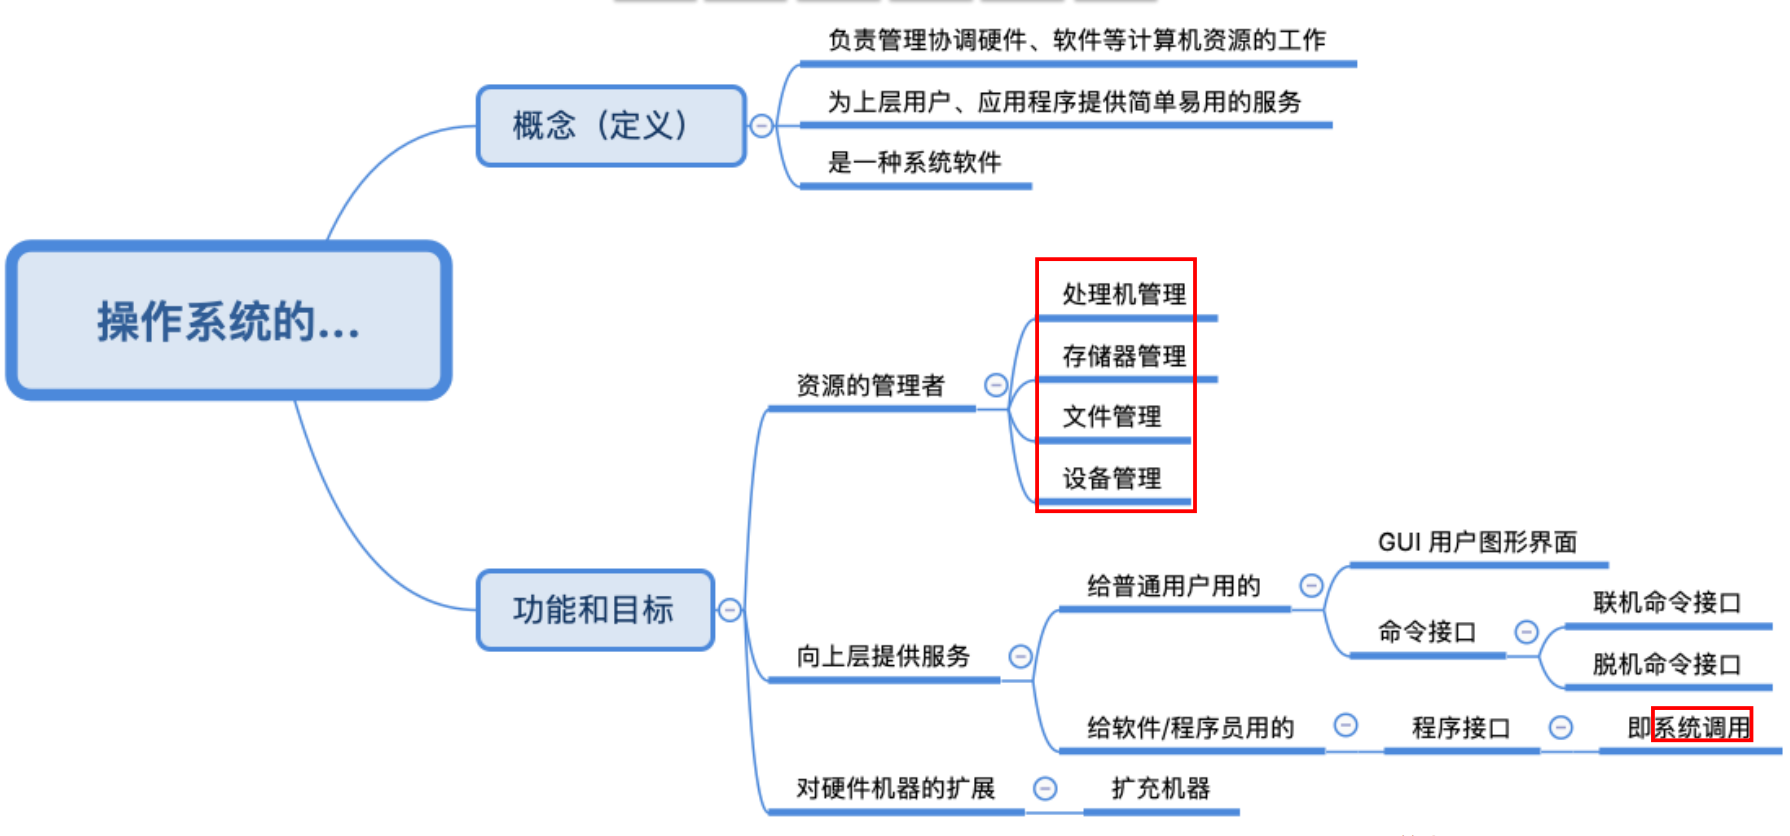 负责管理协调硬件、软件等计算机资源的工作
概念（定义）
为上层用户、应用程序提供简单易用的服务
是一种系统软件
操作系统的...
处理机管理
存储器管理
资源的管理者
文件管理
设备管理
GUI 用户图形界面
给普通用户用的
联机命令接口
功能和目标
命令接口
向上层提供服务
脱机命令接口
给软件/程序员用的
程序接口
即系统调用
对硬件机器的扩展
扩充机器